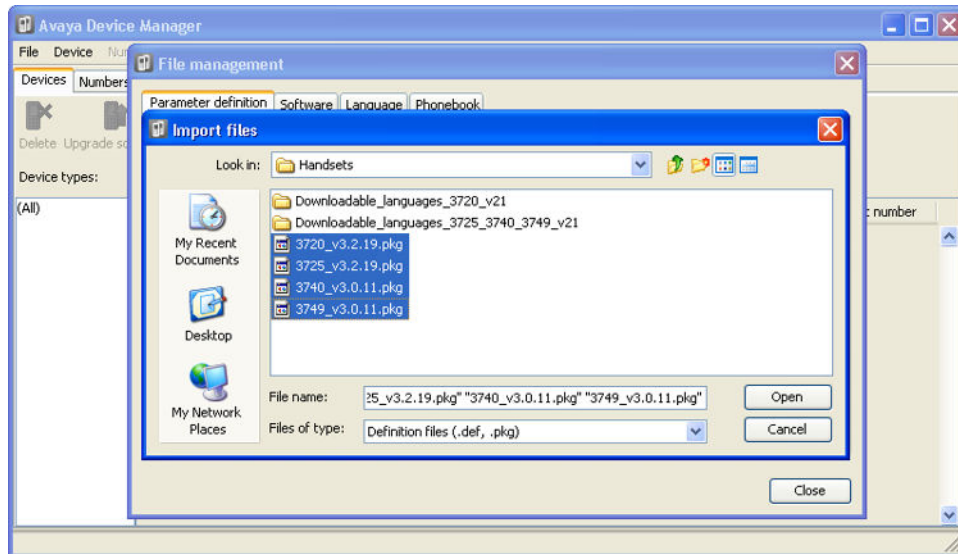 Avaya Device Manager
File Device
File management
Devices Numbers
Parameter definition Software Language Phonebook
Import files
Delete Upgrade
Look in: Handsets
Device types:
(All)
Downloadable_languages_3720_v21
Downloadable_languages_3725_3740_3749_v21
3720_v3.2.19.pkg
3725_v3.2.19.pkg
3740_v3.0.11.pkg
3749_v3.0.11.pkg
number
My Recent
Documents
Desktop
My Network
Places
File name: 25_v3.2.19.pkg" "3740_v3.0.11.pkg" "3749_v3.0.11.pkg"
Open
Files of type: Definition files (.def, .pkg)
Cancel
Close